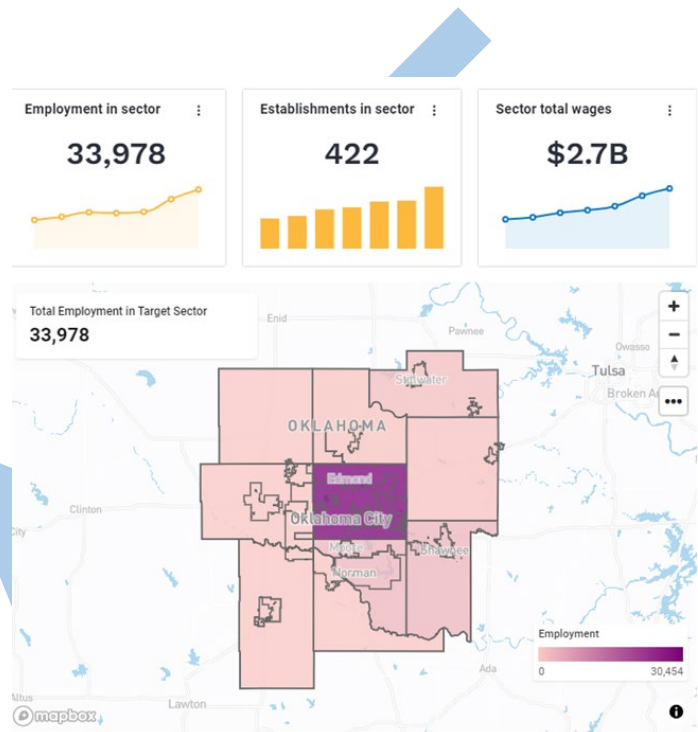 Employment in sector
33,978
Establishments in sector
422
Sector total wages
$2.7B
Total Employment in Target Sector
33,978
Enid
Pawnee
Owasso
Tulsa
Broken A
Stillwater
OKLAHOMA
Edmond
Clinton
City
Oklahoma City
Moore
Shawnee
Norman
Employment
0
30,454
Ada
Altus
Lawton
mapbox